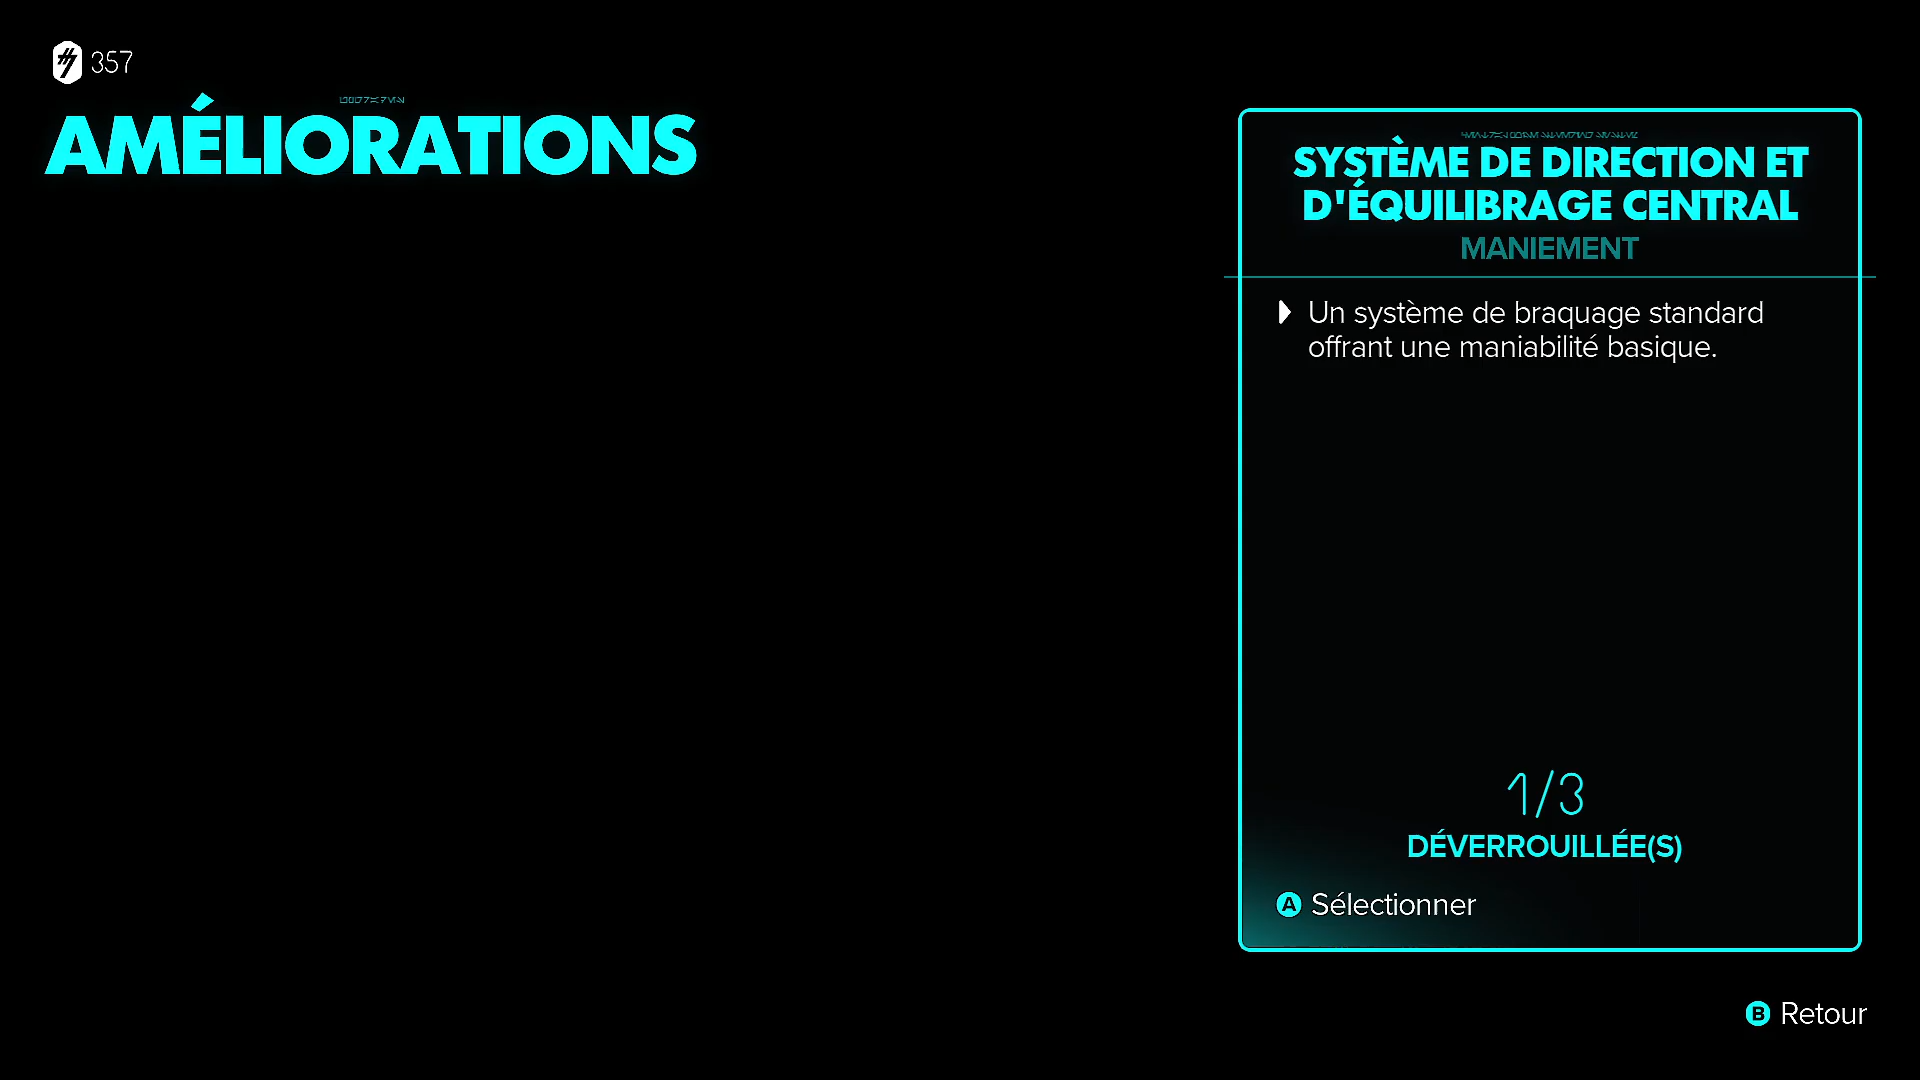 357
AMÉLIORATIONS
SYSTÈME DE DIRECTION ET
D'ÉQUILIBRAGE CENTRAL
MANIEMENT
Un système de braquage standard
offrant une maniabilité basique.
1/3
DÉVERROUILLÉE(S)
A Sélectionner
B Retour